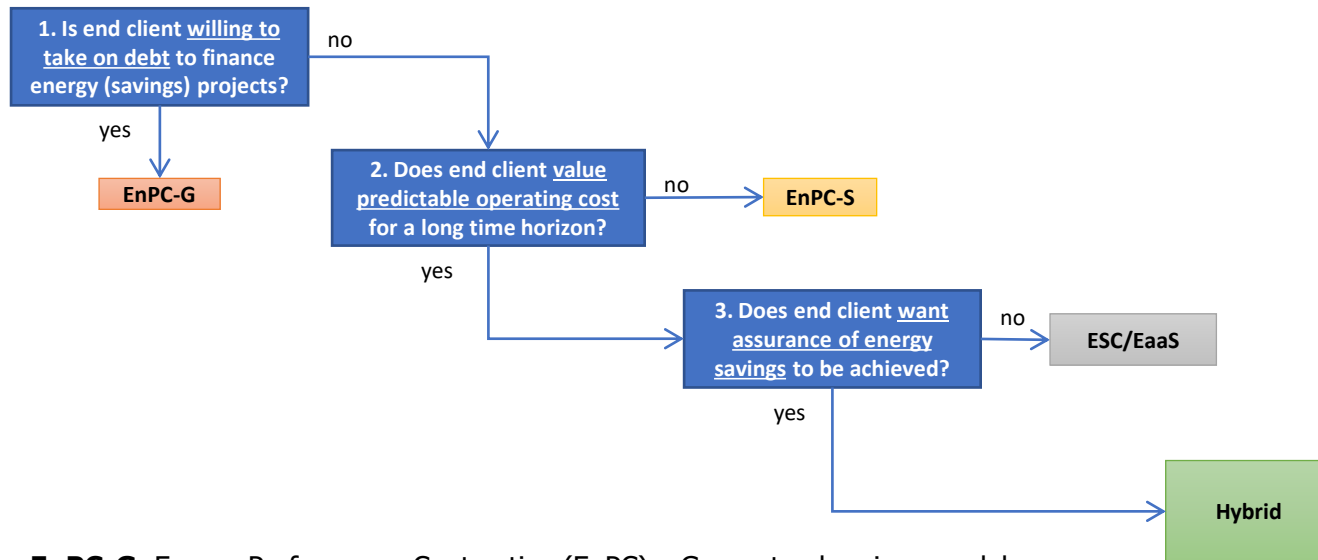 1. Is end client willing to
take on debt to finance
energy (savings) projects?
no
yes
EnPC-G
2. Does end client value
predictable operating cost
for a long time horizon?
no
EnPC-S
yes
3. Does end client want
assurance of energy
savings to be achieved?
no
ESC/EaaS
yes
Hybrid